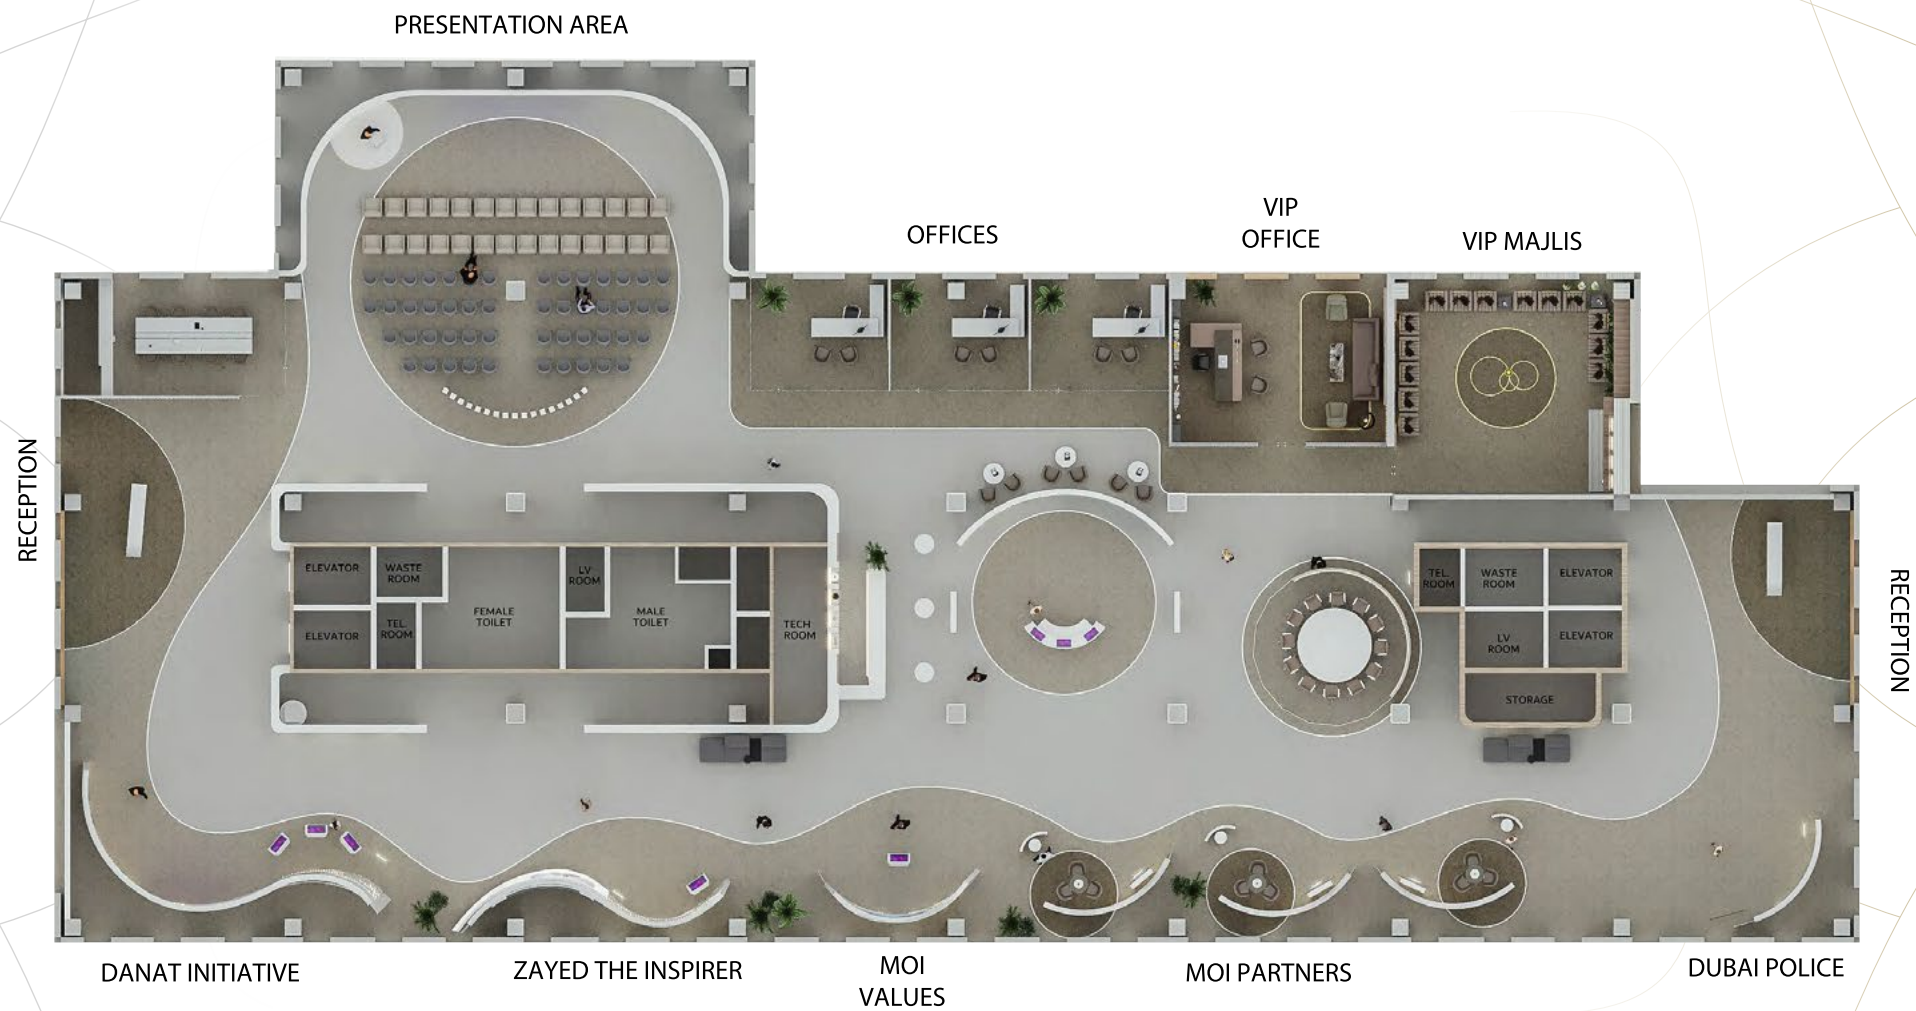 PRESENTATION AREA
VIP
OFFICE
OFFICES
VIP MAJLIS
RECEPTION
ELEVATOR
WASTE
ROOM
LV
ROOM
FEMALE
TOILET
MALE
TOILET
TECH
ROOM
ELEVATOR
TEL.
ROOM
TEL.
ROOM
WASTE
ROOM
ELEVATOR
LV
ROOM
ELEVATOR
STORAGE
RECEPTION
DANAT INITIATIVE
ZAYED THE INSPIRER
MOI
VALUES
MOI PARTNERS
DUBAI POLICE